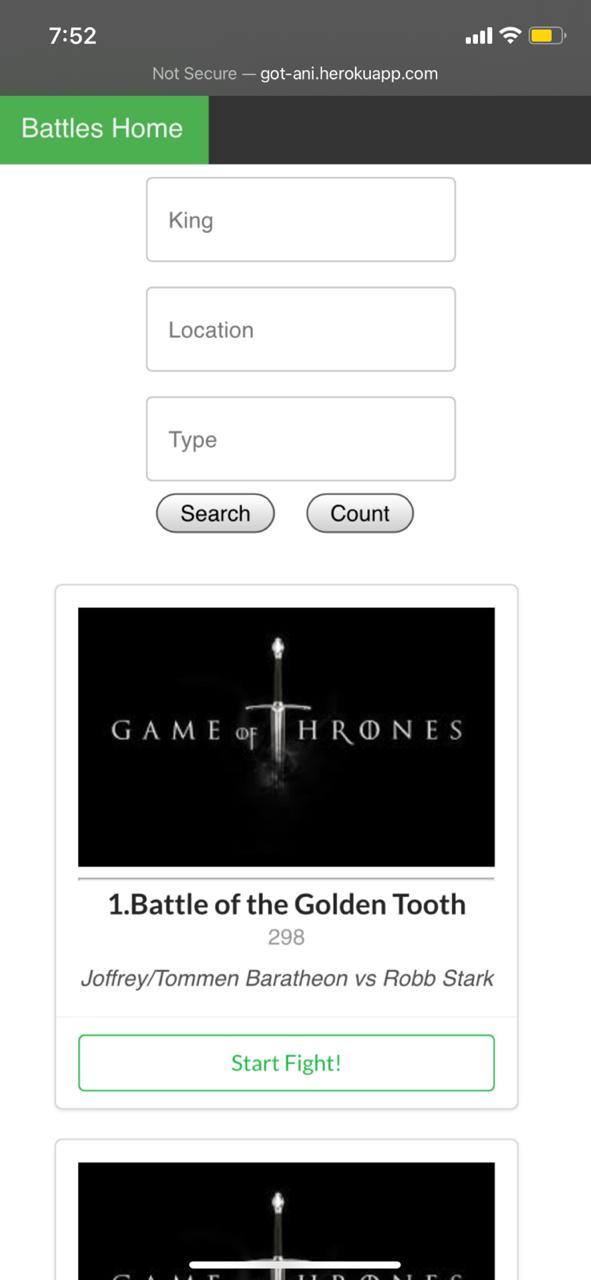 7:52
Not Secure — got-ani.herokuapp.com
Battles Home
King
Location
Type
Search Count
GAME OF THRONES
1.Battle of the Golden Tooth
298
Joffrey/Tommen Baratheon vs Robb Stark
Start Fight!